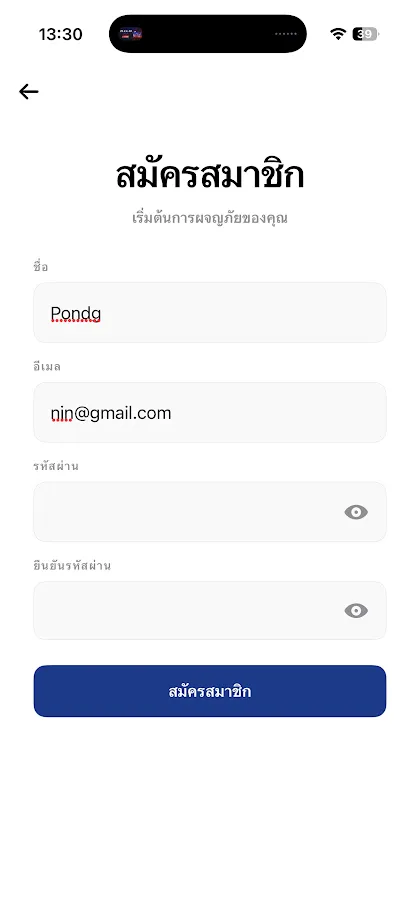 13:30
39
สมัครสมาชิก
เริ่มต้นการผจญภัยของคุณ
ชื่อ
Pondg
อีเมล
nin@gmail.com
รหัสผ่าน
ยืนยันรหัสผ่าน
สมัครสมาชิก